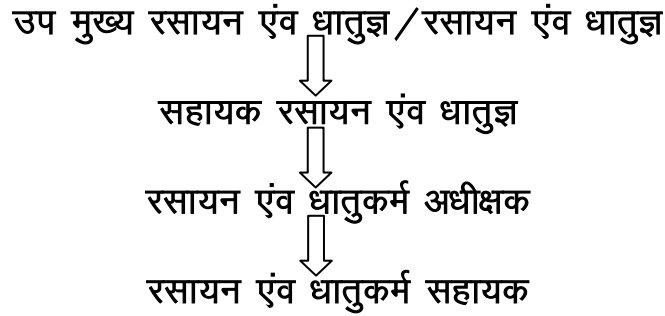 उप मुख्य रसायन एंव धातुज्ञ/रसायन एंव धातुज्ञ
सहायक रसायन एंव धातुज्ञ
रसायन एंव धातुकर्म अधीक्षक
रसायन एंव धातुकर्म सहायक